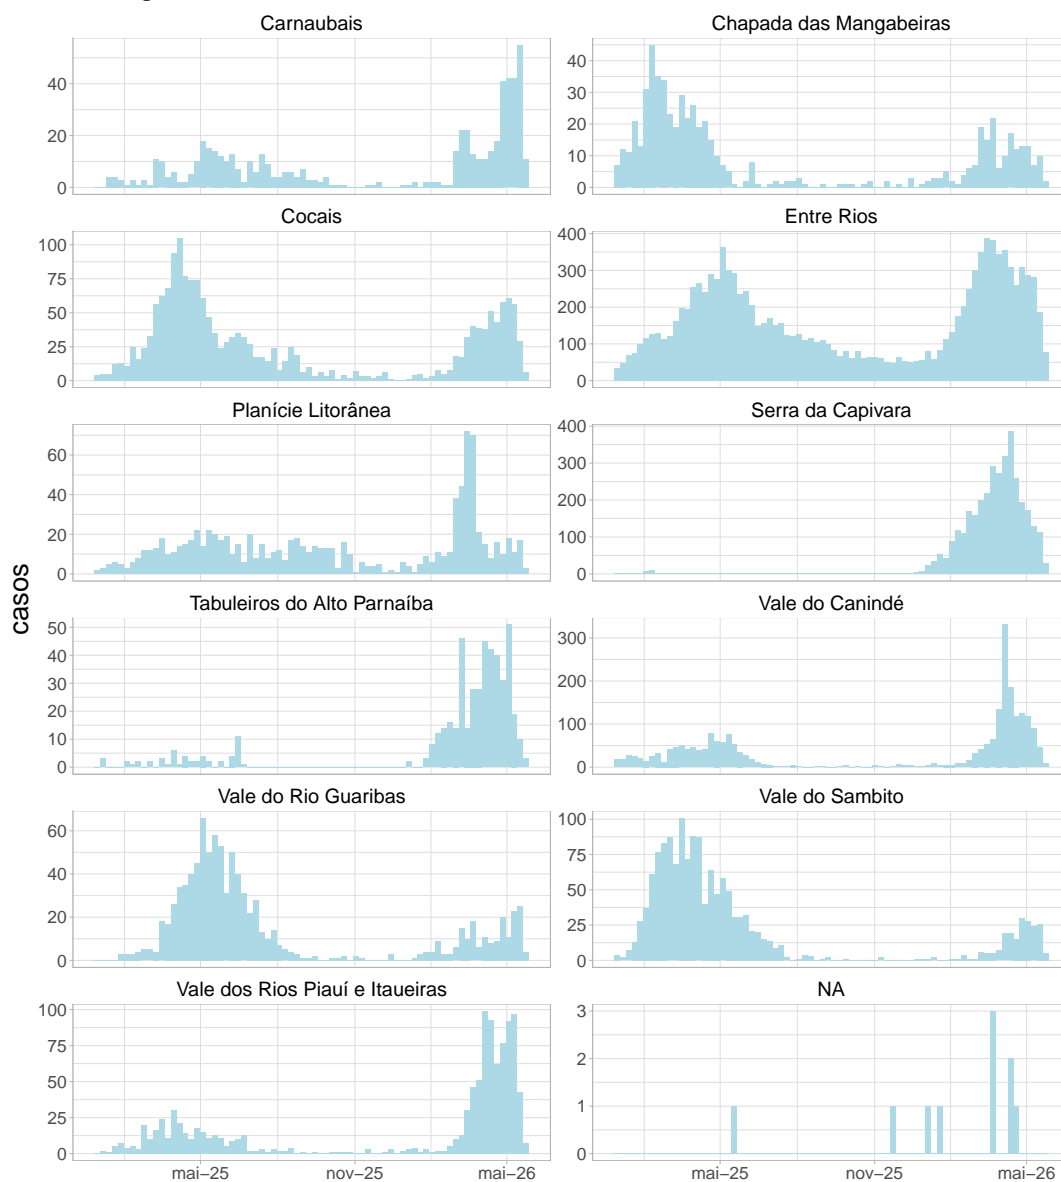 Carnaubais
Chapada das Mangabeiras
40
20
0
40
30
20
10
0
Cocais
Entre Rios
100
75
50
25
0
400
300
200
100
0
Planície Litorânea
Serra da Capivara
60
40
20
0
400
300
200
100
0
casos
Tabuleiros do Alto Parnaíba
Vale do Canindé
50
40
30
20
10
0
300
200
100
0
Vale do Rio Guaribas
Vale do Sambito
60
40
20
0
100
75
50
25
0
Vale dos Rios Piauí e Itaueiras
NA
100
75
50
25
0
3
2
1
0
mai–25
nov–25
mai–26
mai–25
nov–25
mai–26